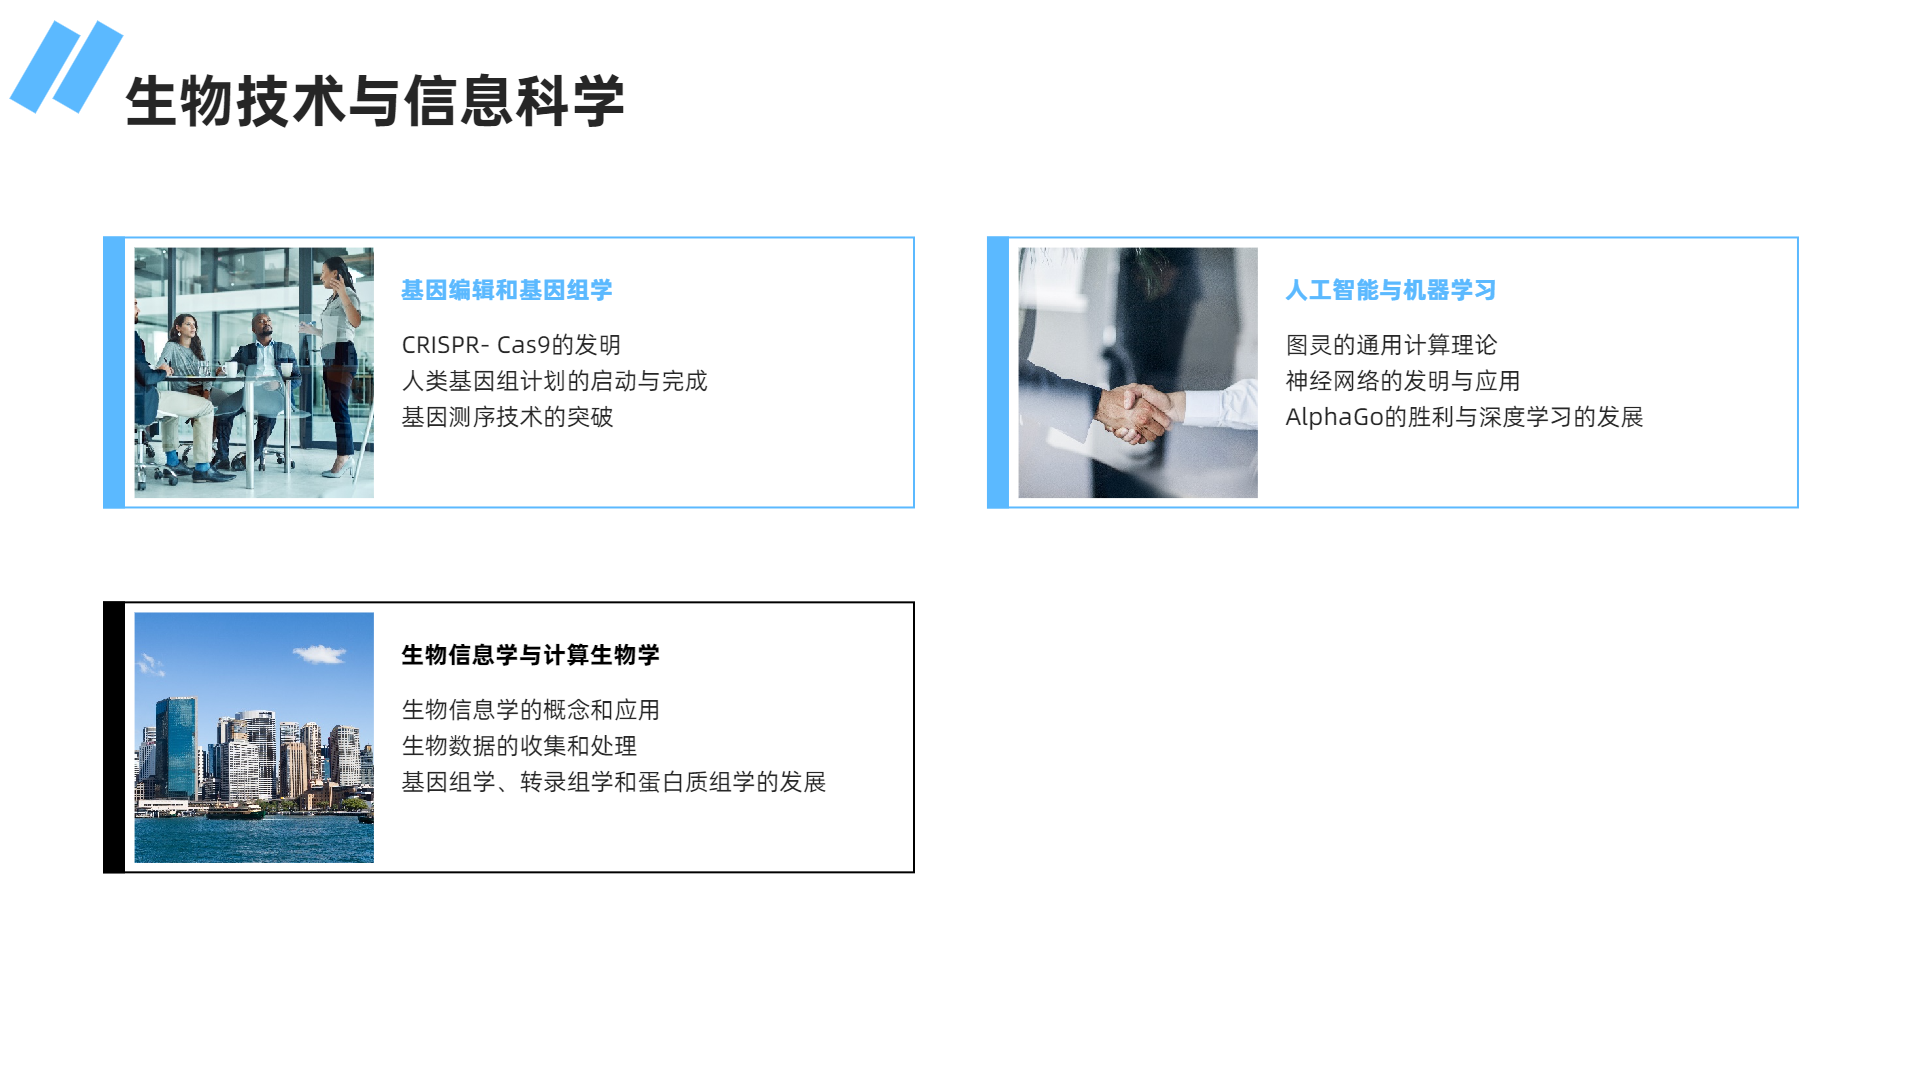 生物技术与信息科学
基因编辑和基因组学
CRISPR- Cas9的发明
人类基因组计划的启动与完成
基因测序技术的突破
人工智能与机器学习
图灵的通用计算理论
神经网络的发明与应用
AlphaGo的胜利与深度学习的发展
生物信息学与计算生物学
生物信息学的概念和应用
生物数据的收集和处理
基因组学、转录组学和蛋白质组学的发展